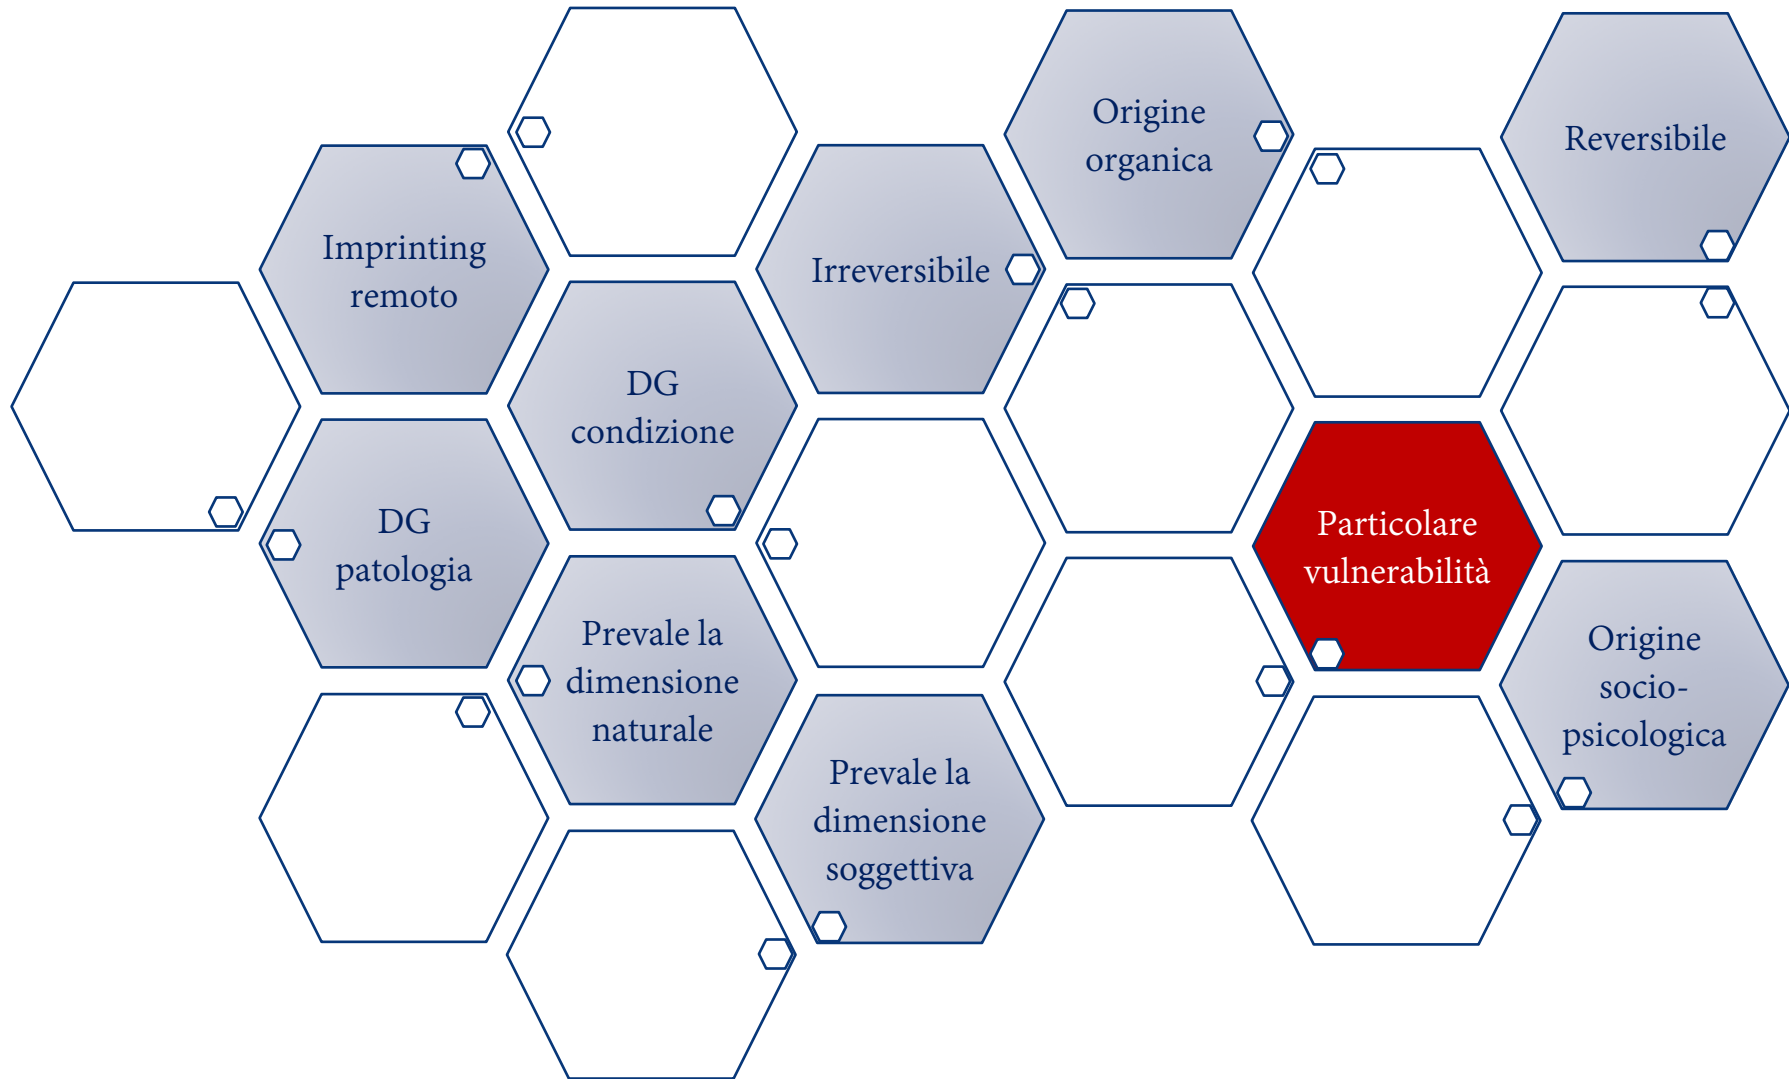 Origine
organica
Reversibile
Imprinting
remoto
Irreversibile
DG
condizione
DG
patologia
Particolare
vulnerabilità
Prevale la
dimensione
naturale
Origine
socio-
psicologica
Prevale la
dimensione
soggettiva